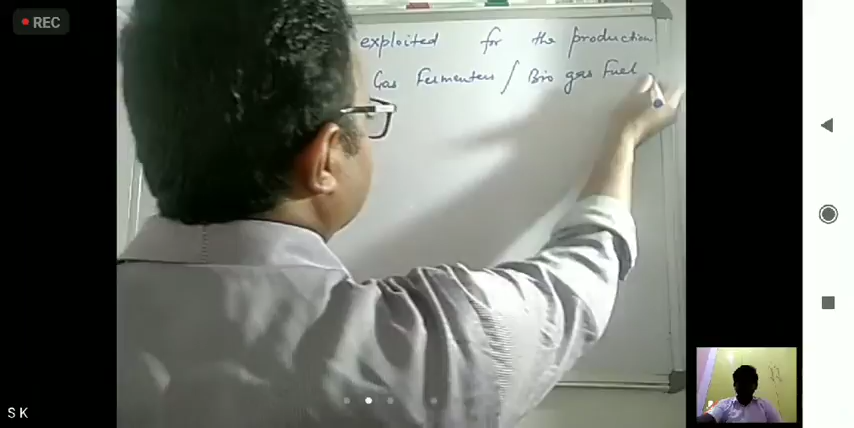 REC
exploited for the production
Gas Fermenters / Bio gas Fuel
S K